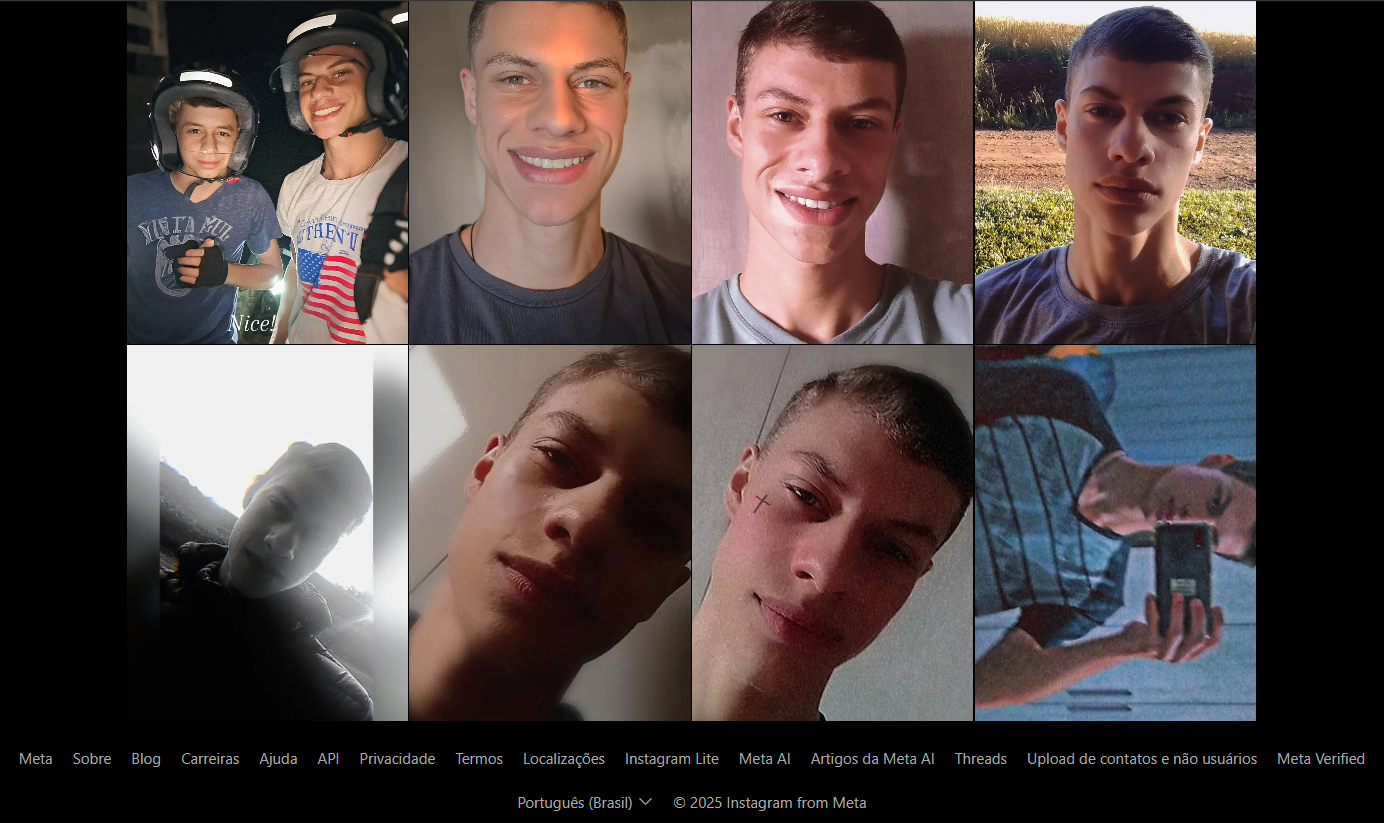 AUTHENTIC
Nice!
Meta Sobre Blog Carreiras Ajuda API Privacidade Termos Localizações Instagram Lite Meta AI Artigos da Meta AI Threads Upload de contatos e não usuários Meta Verified
Português (Brasil) © 2025 Instagram from Meta